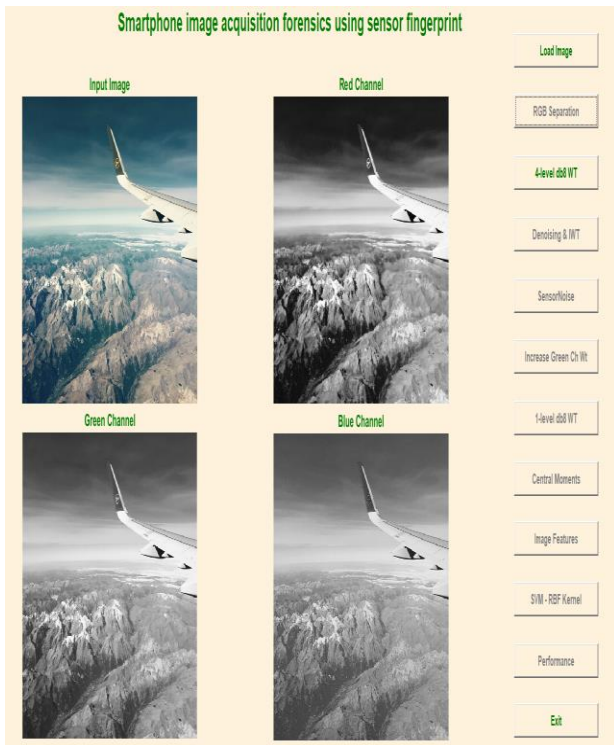 Smartphone image acquisition forensics using sensor fingerprint
Load Image
Input Image
Red Channel
RGB Separation
4-level db8 WT
Denoising & IWT
SensorNoise
Increase Green Ch Wt
Green Channel
Blue Channel
1-level db8 WT
Central Moments
Image Features
SVM - RBF Kernel
Performance
Exit